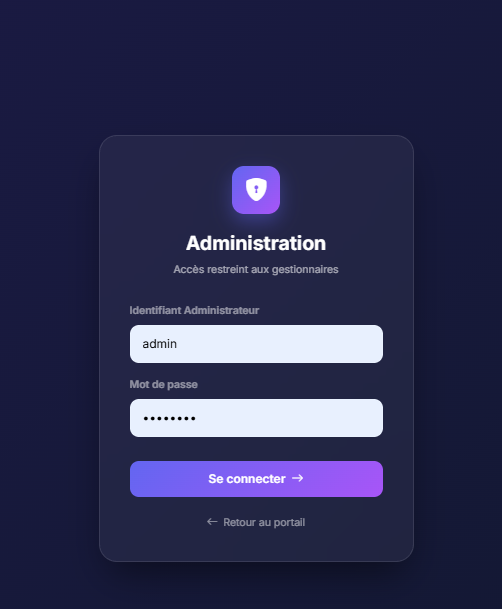 Administration
Accès restreint aux gestionnaires
Identifiant Administrateur
admin
Mot de passe
••••••••
Se connecter →
← Retour au portail